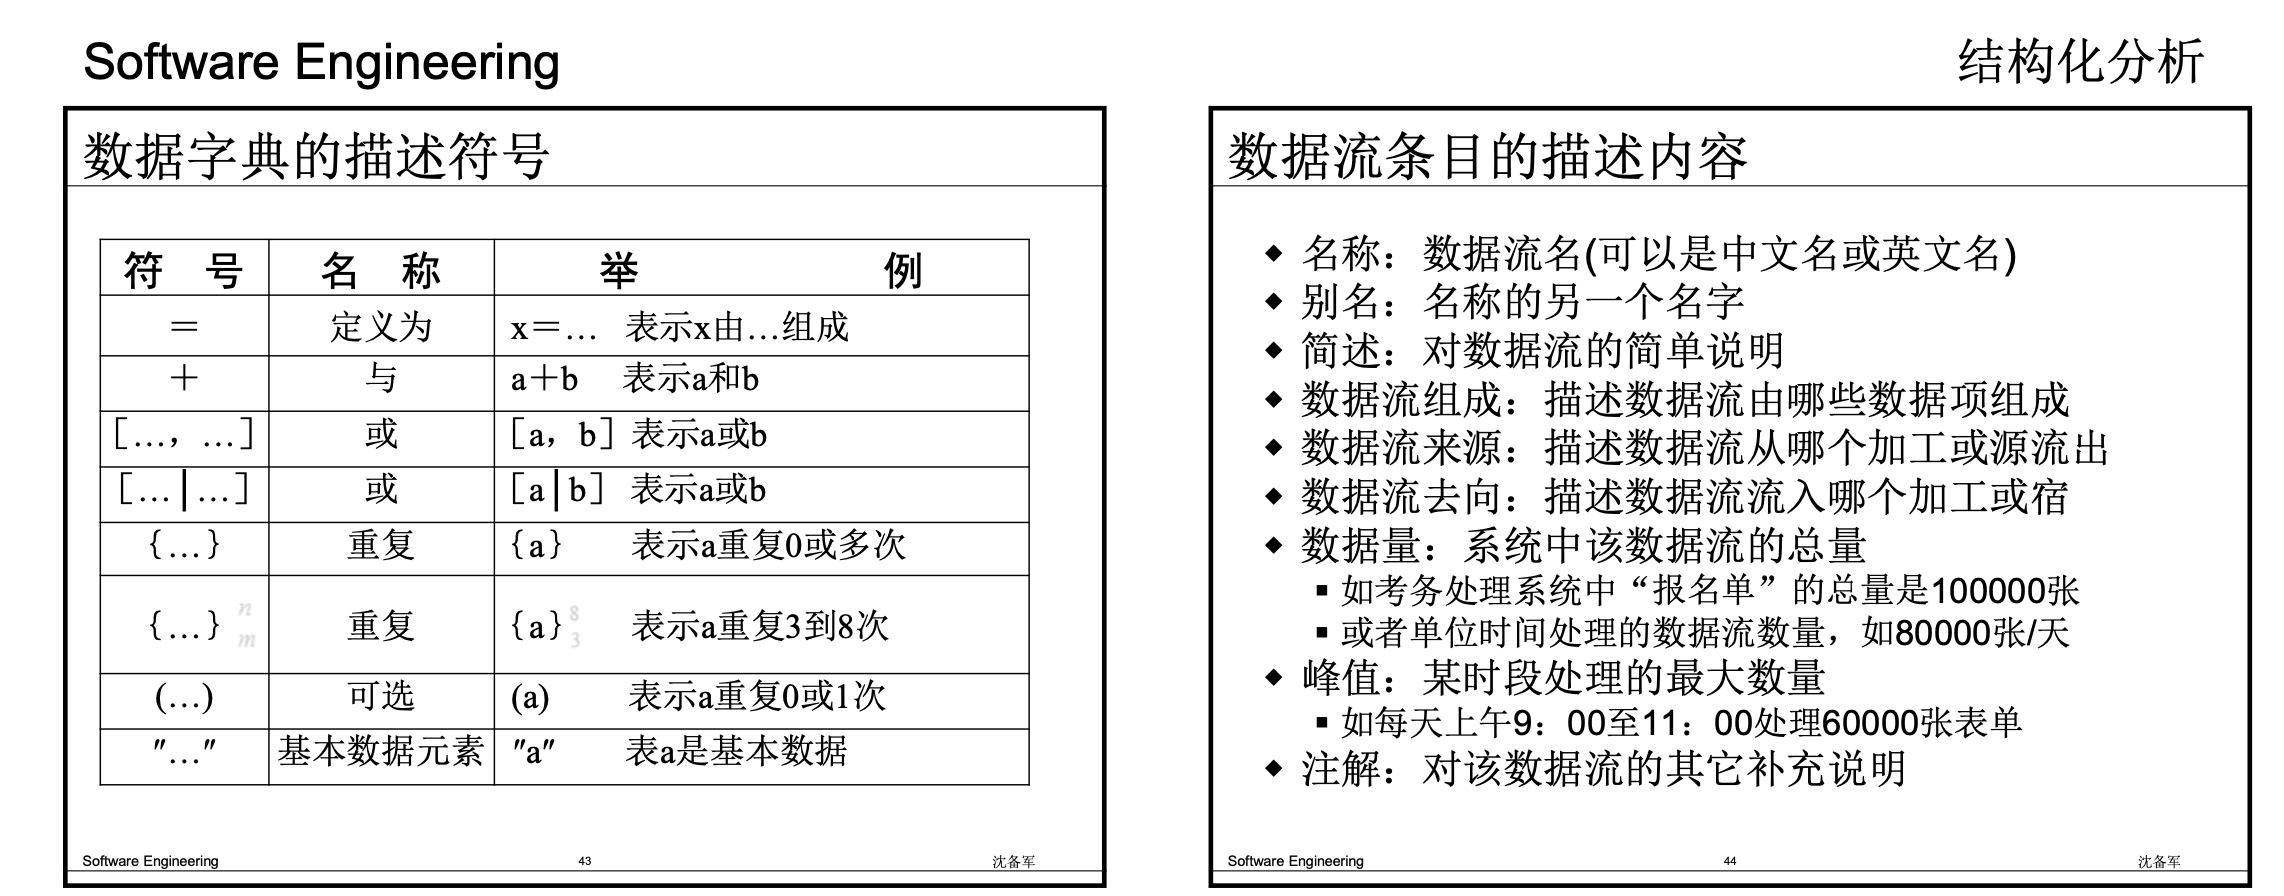 Software Engineering
结构化分析
数据字典的描述符号
符 号 名 称 举 例
＝ 定义为 x＝… 表示x由…组成
＋ 与 a＋b 表示a和b
[…，…] 或 [a，b] 表示a或b
[…|…] 或 [a|b] 表示a或b
{…} 重复 {a} 表示a重复0或多次
{…} n m 重复 {a} 8 3 表示a重复3到8次
(…) 可选 (a) 表示a重复0或1次
"…" 基本数据元素 "a" 表a是基本数据
Software Engineering 43 沈备军
数据流条目的描述内容
◆ 名称：数据流名(可以是中文名或英文名)
◆ 别名：名称的另一个名字
◆ 简述：对数据流的简单说明
◆ 数据流组成：描述数据流由哪些数据项组成
◆ 数据流来源：描述数据流从哪个加工或源流出
◆ 数据流去向：描述数据流流入哪个加工或宿
◆ 数据量：系统中该数据流的总量
▪ 如考务处理系统中“报名单”的总量是100000张
▪ 或者单位时间处理的数据流数量，如80000张/天
◆ 峰值：某时段处理的最大数量
▪ 如每天上午9：00至11：00处理60000张表单
◆ 注解：对该数据流的其它补充说明
Software Engineering 44 沈备军